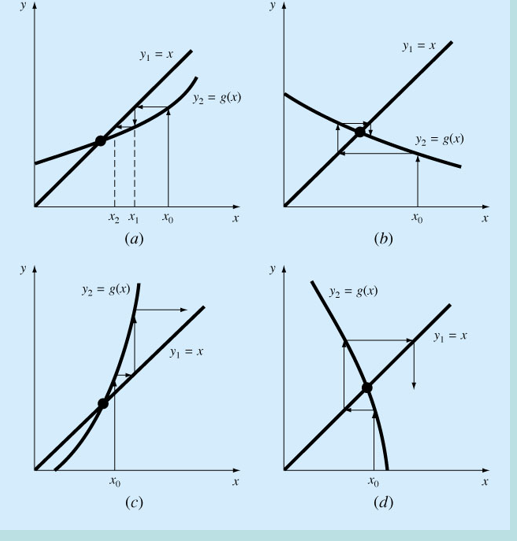 y
y₁ = x
y₂ = g(x)
x₂ x₁ x₀ x
(a)
y
y₁ = x
y₂ = g(x)
x₀ x
(b)
y
y₂ = g(x)
y₁ = x
x₀ x
(c)
y
y₂ = g(x)
y₁ = x
x₀ x
(d)